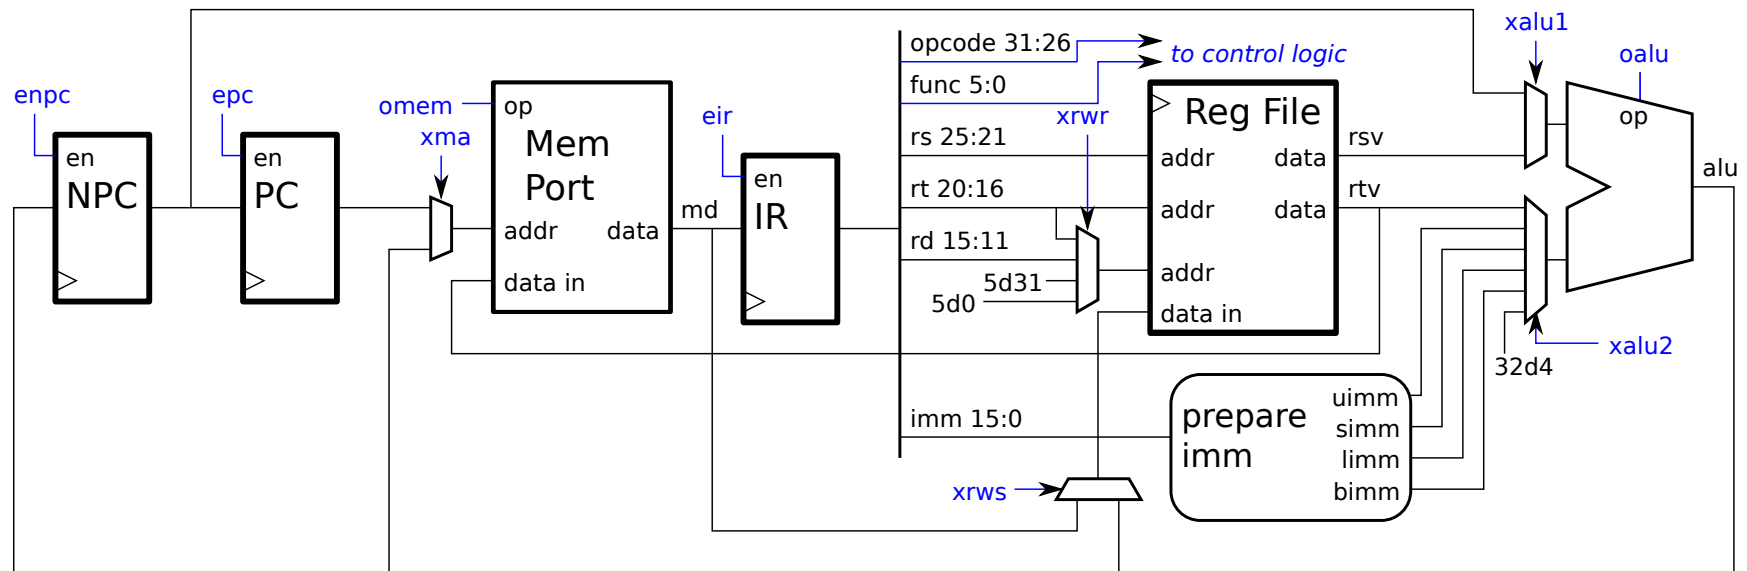 xalu1
opcode 31:26
to control logic
oalu
func 5:0
enpc
epc
omem
op
xma
eir
xrwr
Reg File
op
Mem
Port
rs 25:21
addr
data
rsv
en
NPC
en
PC
en
IR
rt 20:16
addr
data
rtv
alu
md
addr
data
rd 15:11
addr
5d31
5d0
data in
data in
xalu2
32d4
imm 15:0
prepare
imm
uimm
simm
limm
bimm
xrws